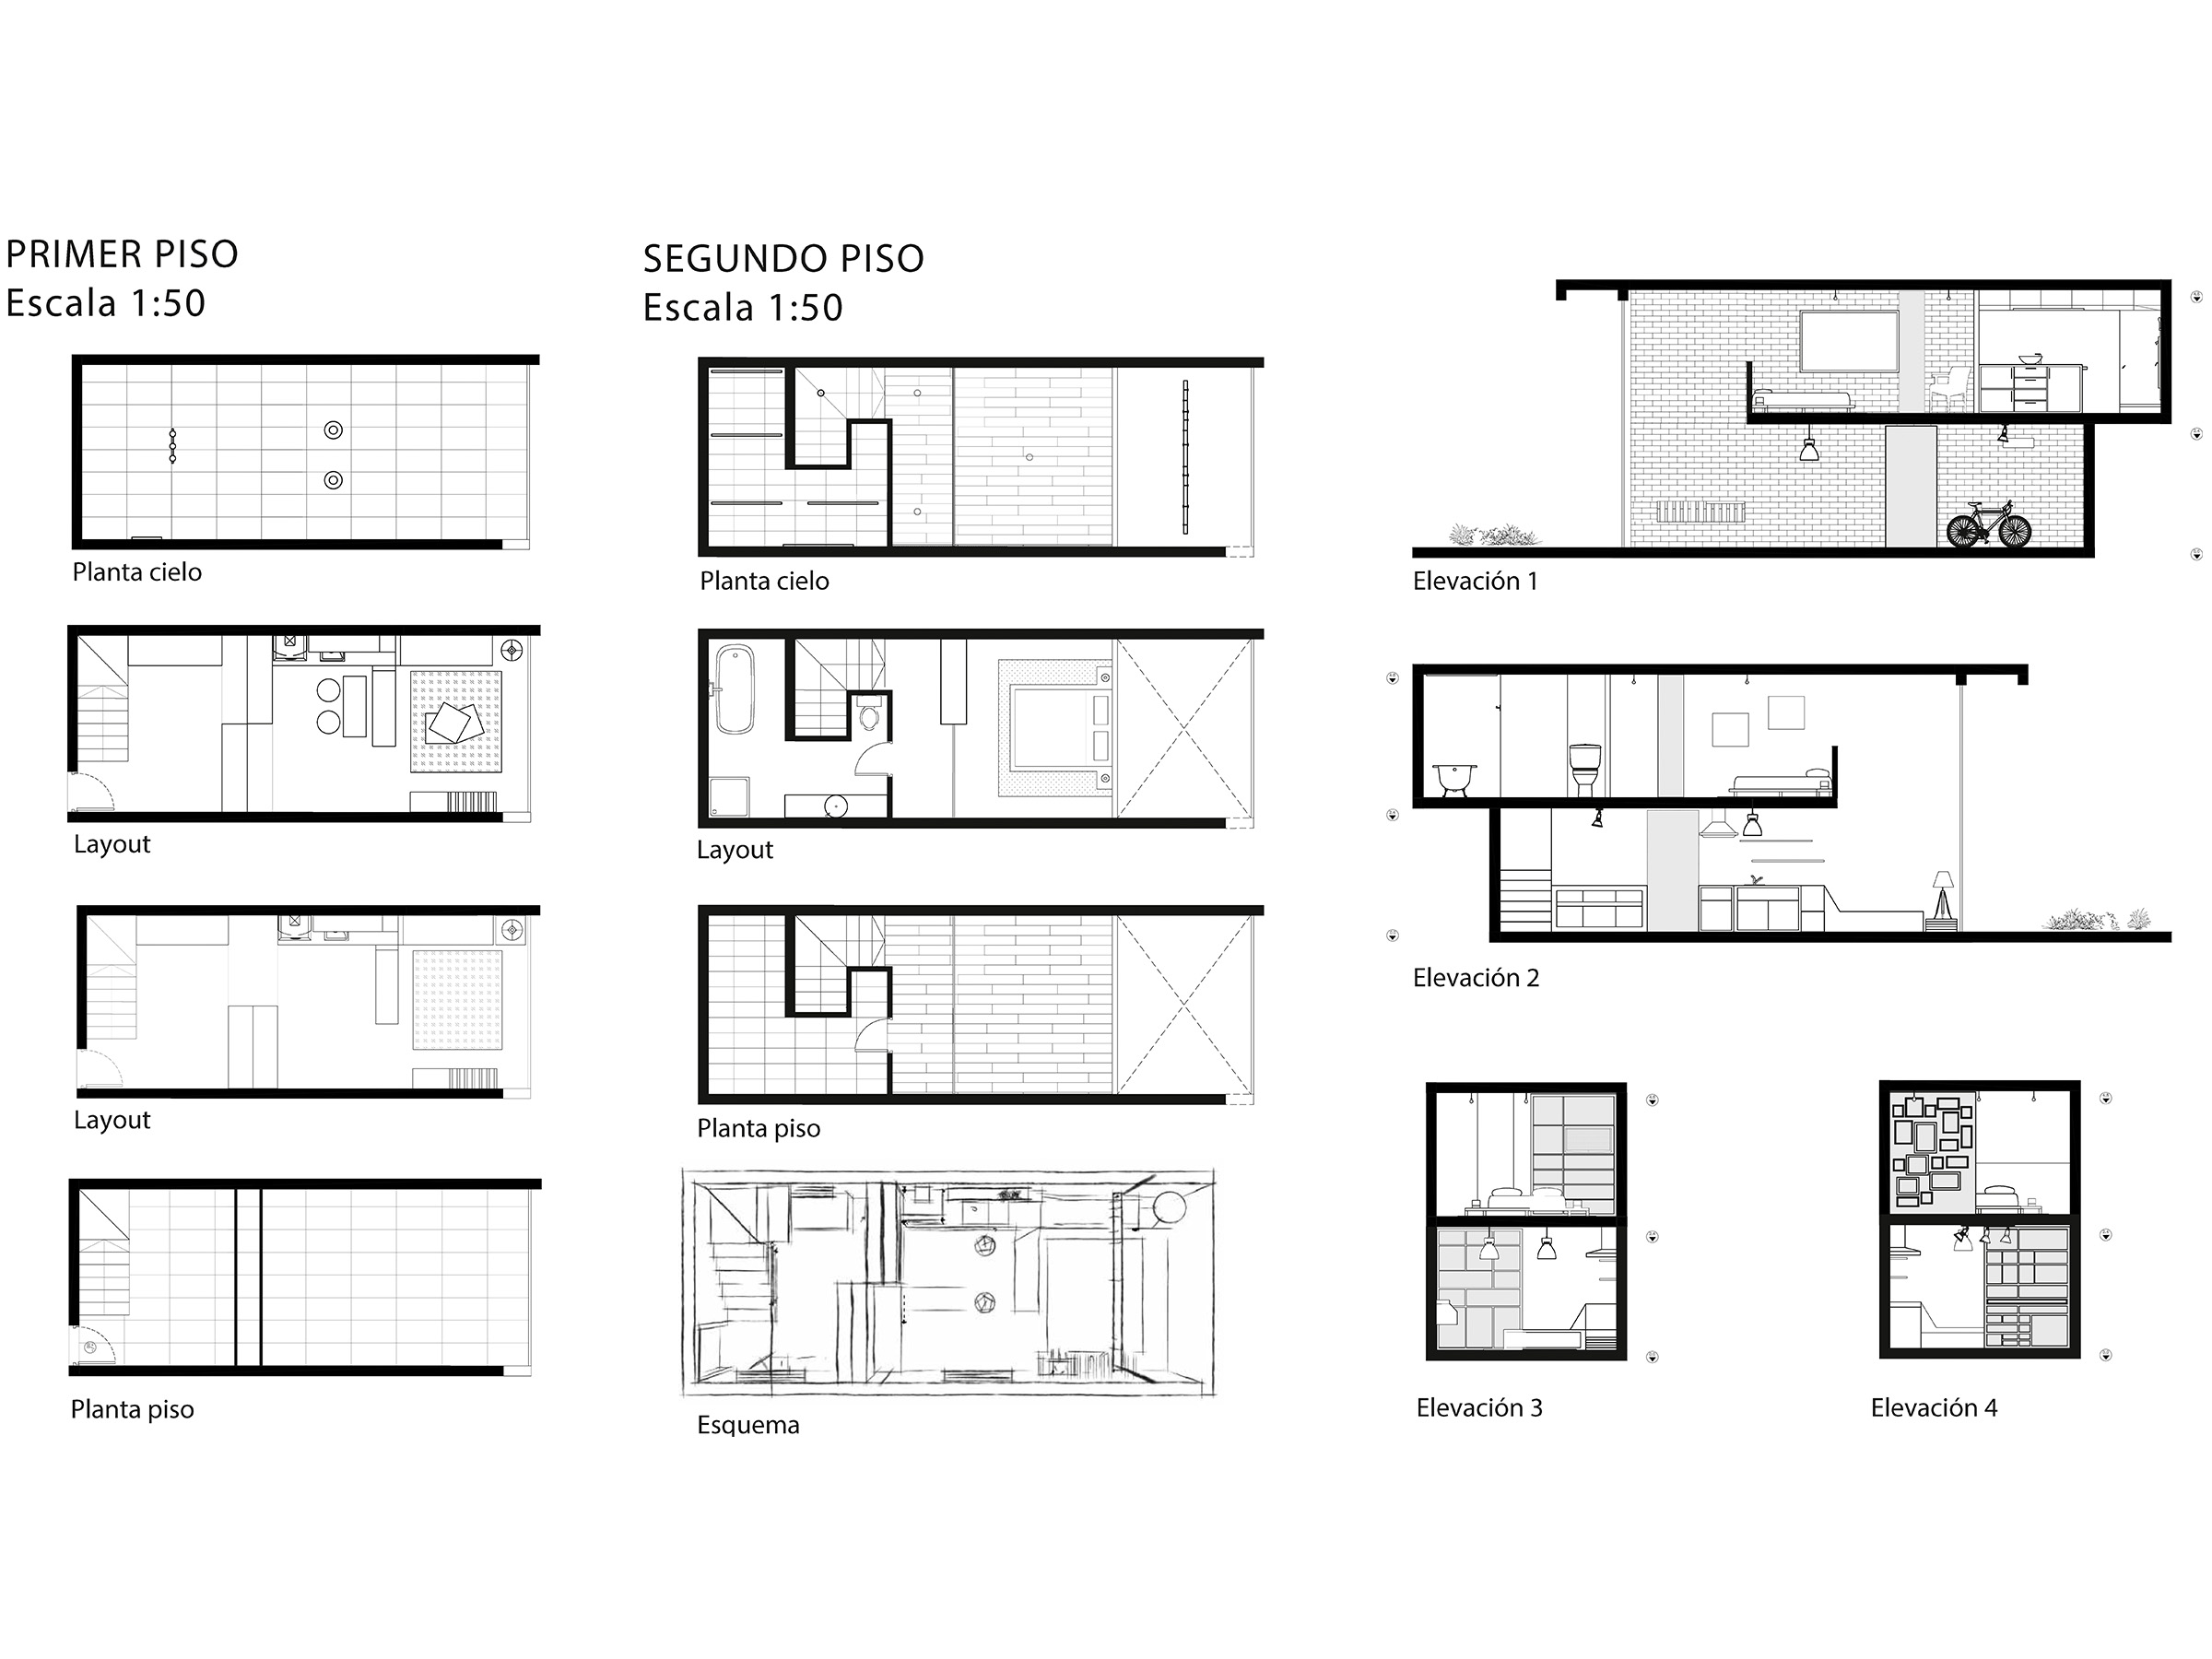 PRIMER PISO
Escala 1:50
Planta cielo
Layout
Layout
Planta piso
SEGUNDO PISO
Escala 1:50
Planta cielo
Layout
Planta piso
Esquema
Elevación 1
Elevación 2
Elevación 3
Elevación 4